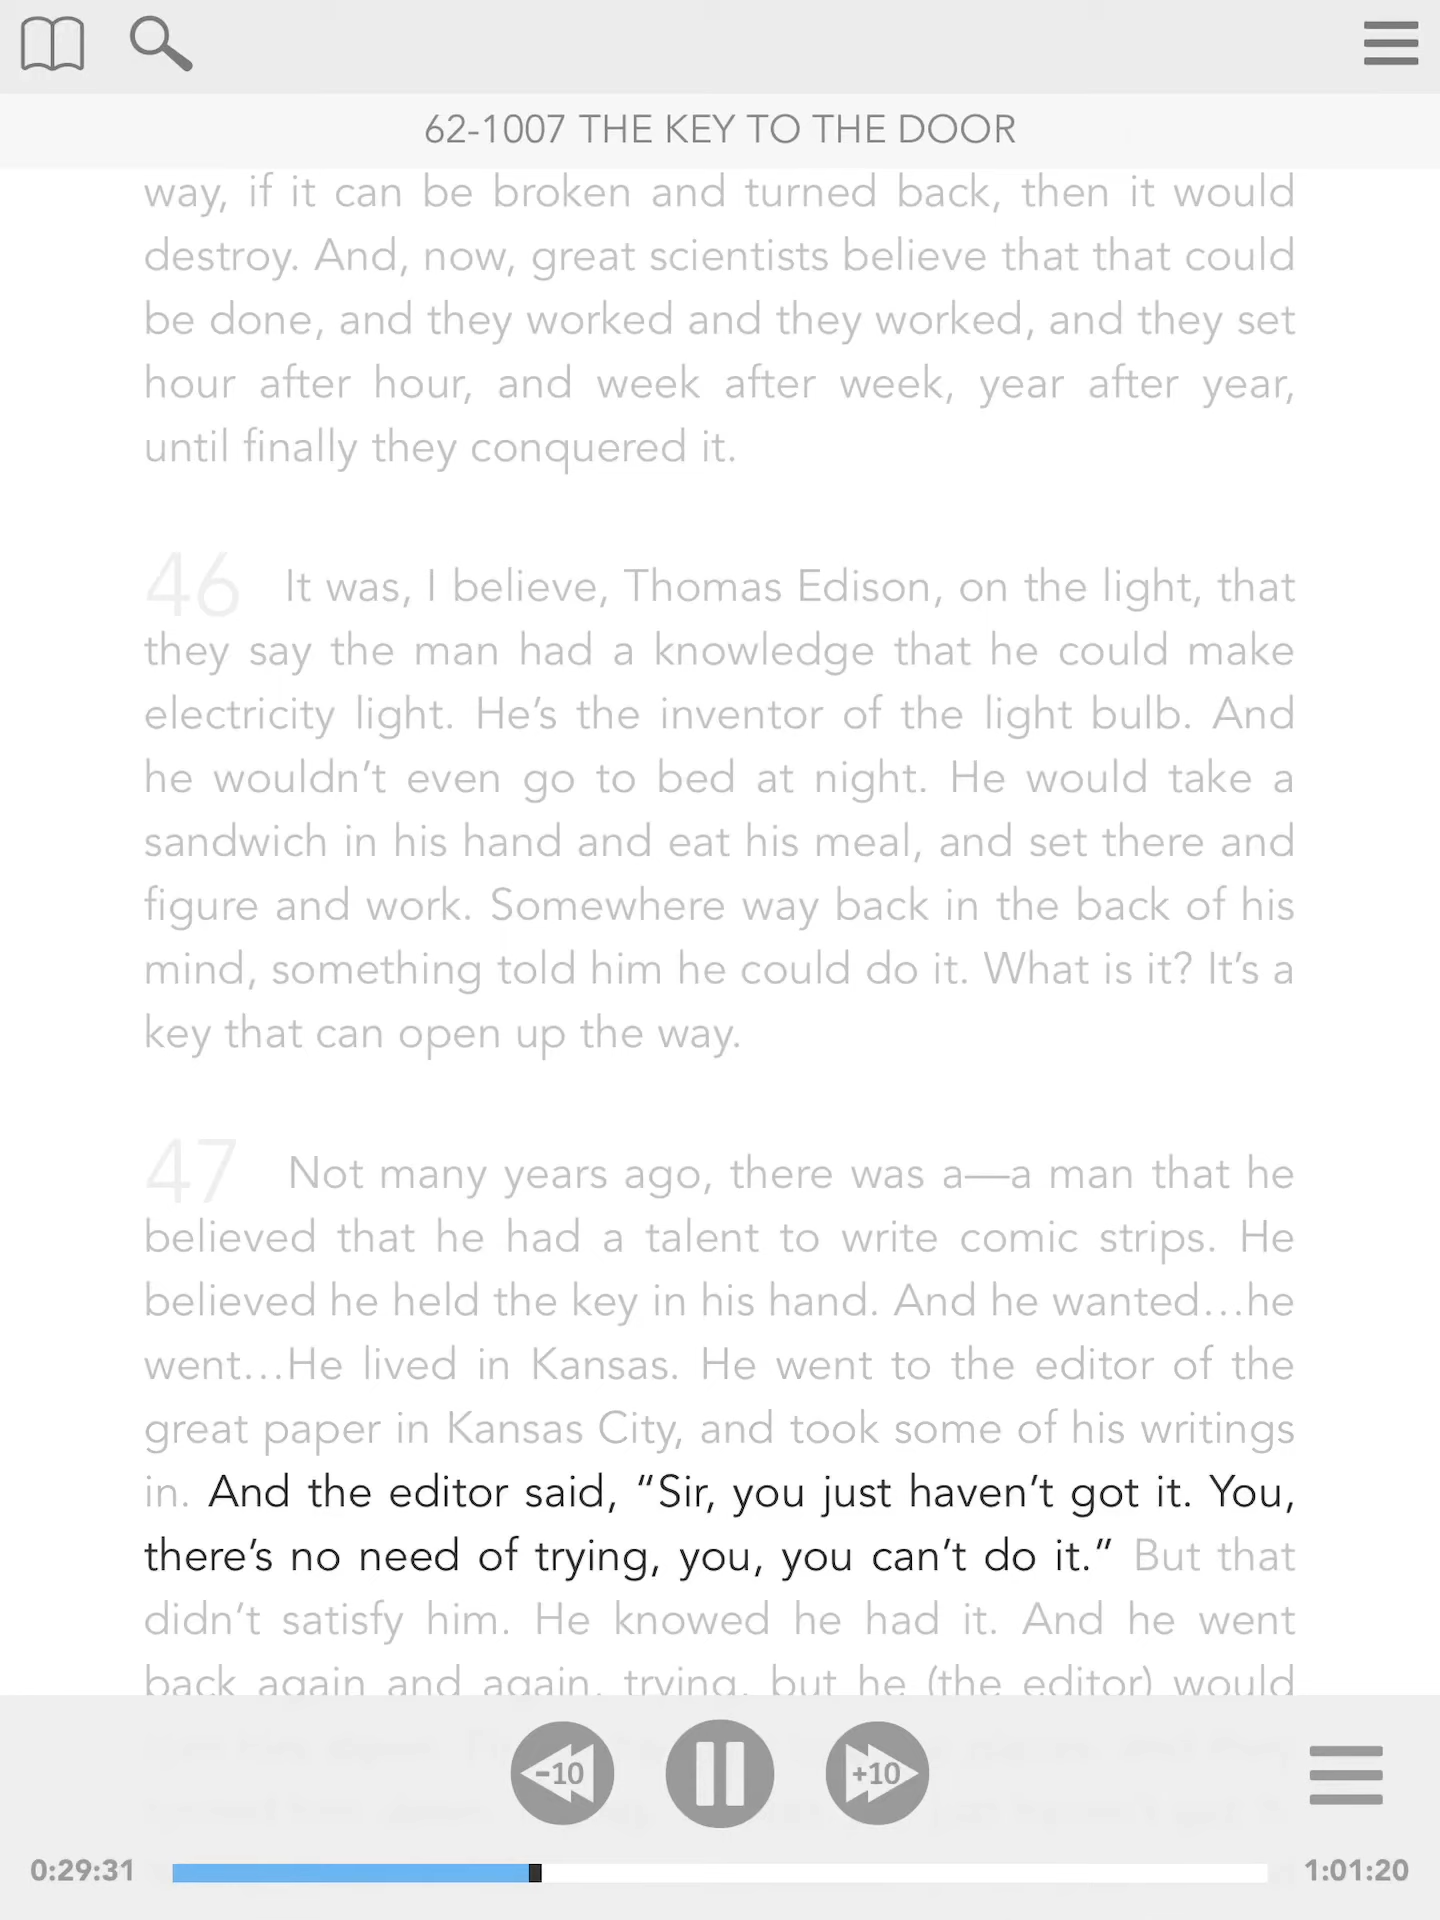 62-1007 THE KEY TO THE DOOR
way, if it can be broken and turned back, then it would
destroy. And, now, great scientists believe that that could
be done, and they worked and they worked, and they set
hour after hour, and week after week, year after year,
until finally they conquered it.
46 It was, I believe, Thomas Edison, on the light, that
they say the man had a knowledge that he could make
electricity light. He’s the inventor of the light bulb. And
he wouldn’t even go to bed at night. He would take a
sandwich in his hand and eat his meal, and set there and
figure and work. Somewhere way back in the back of his
mind, something told him he could do it. What is it? It’s a
key that can open up the way.
47 Not many years ago, there was a—a man that he
believed that he had a talent to write comic strips. He
believed he held the key in his hand. And he wanted…he
went…He lived in Kansas. He went to the editor of the
great paper in Kansas City, and took some of his writings
in. And the editor said, “Sir, you just haven’t got it. You,
there’s no need of trying, you, you can’t do it.” But that
didn’t satisfy him. He knowed he had it. And he went
back again and again, trying, but he (the editor) would
-10 +10
0:29:31 1:01:20